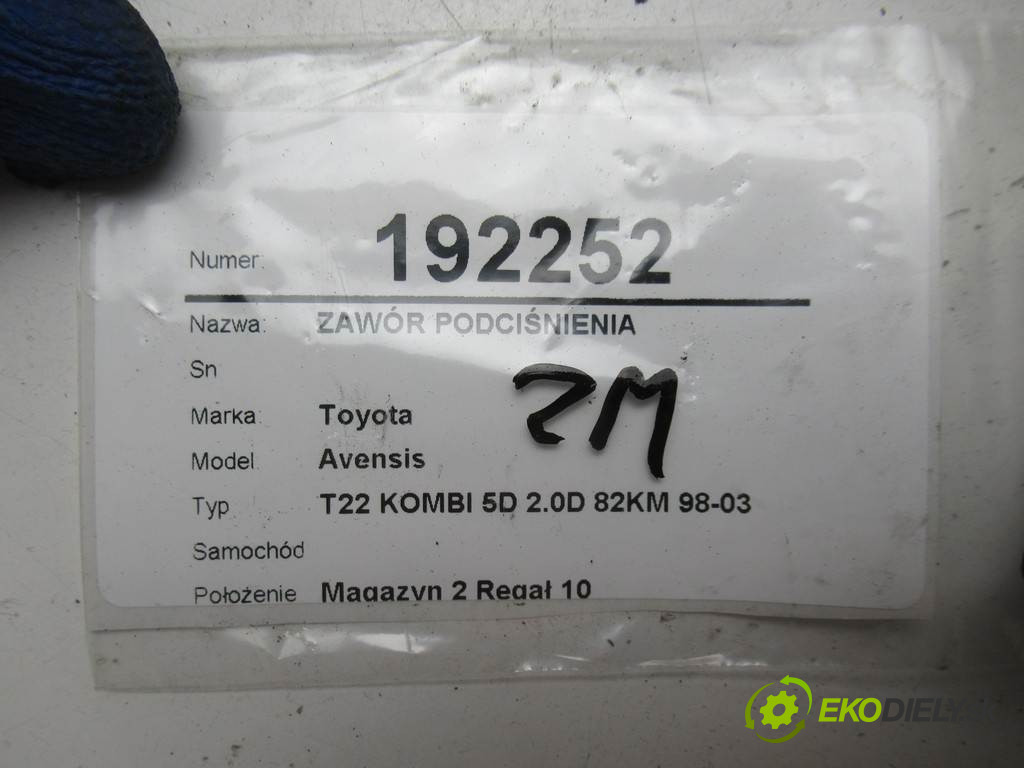 Numer: 192252
Nazwa: ZAWÓR PODCIŚNIENIA
Sn
Marka: Toyota
Model Avensis
Typ T22 KOMBI 5D 2.0D 82KM 98-03
Samochód
Położenie Magazyn 2 Regał 10
ZM